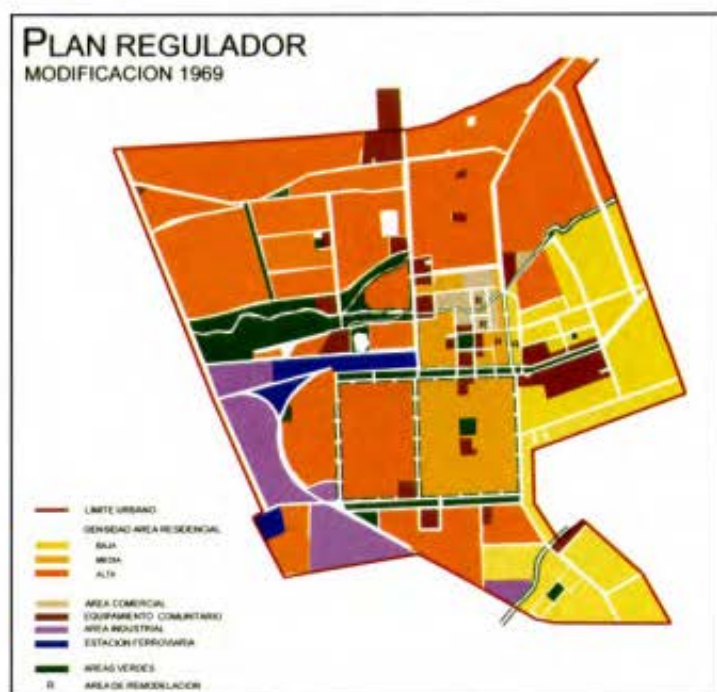 PLAN REGULADOR
MODIFICACION 1969
R
R
LIMITE URBANO
DENSIDAD AREA RESIDENCIAL
BAJA
MEDIA
ALTA
AREA COMERCIAL
EQUIPAMIENTO COMUNITARIO
AREA INDUSTRIAL
ESTACION FERROVIARIA
AREAS VERDES
R AREA DE REMODELACION